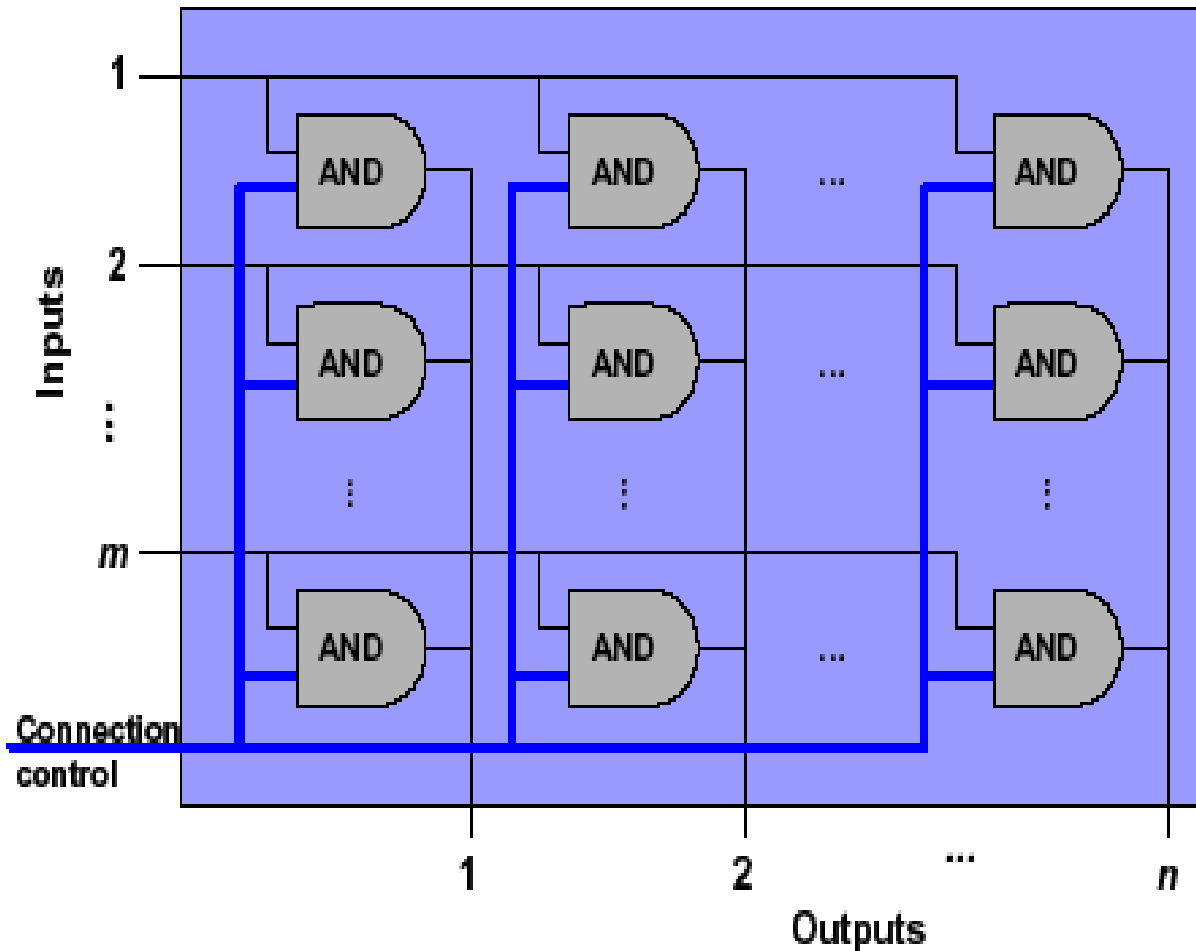 1
AND AND ... AND
2
Inputs
AND AND ... AND
...
... ... ...
m
AND AND ... AND
Connection
control
1 2 ... n
Outputs